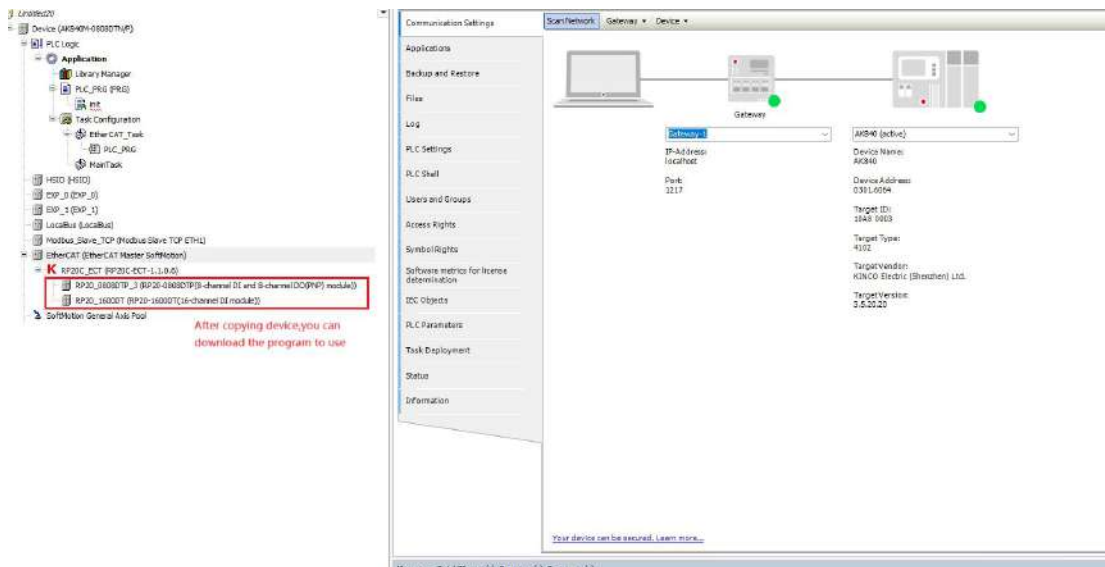 Untitled20
Device (AK840M-0808DTN/P)
PLC Logic
Application
Library Manager
PLC_PRG (PRG)
Init
Task Configuration
EtherCAT_Task
PLC_PRG
MainTask
HSIO (HSIO)
EXP_0 (EXP_0)
EXP_1 (EXP_1)
LocalBus (LocalBus)
Modbus_Slave_TCP (Modbus Slave TCP ETH1)
EtherCAT (EtherCAT Master SoftMotion)
K RP20C_ECT (RP20C-ECT-1.1.0.6)
RP20_0808DTP_3 (RP20-0808DTP(8-channel DI and 8-channel DO(PNP) module))
RP20_1600DT (RP20-1600DT(16-channel DI module))
SoftMotion General Axis Pool
After copying device,you can
download the program to use
Communication Settings
Applications
Backup and Restore
Files
Log
PLC Settings
PLC Shell
Users and Groups
Access Rights
Symbol Rights
Software metrics for license
determination
IEC Objects
PLC Parameters
Task Deployment
Status
Information
Scan Network Gateway Device
Gateway
Gateway-1
IP-Address:
localhost
Port:
1217
AK840 (active)
Device Name:
AK840
Device Address:
0301.6064
Target ID:
10A8 0003
Target Type:
4102
Target Vendor:
KINCO Electric (Shenzhen) Ltd.
Target Version:
3.5.20.20
Your device can be secured. Learn more...